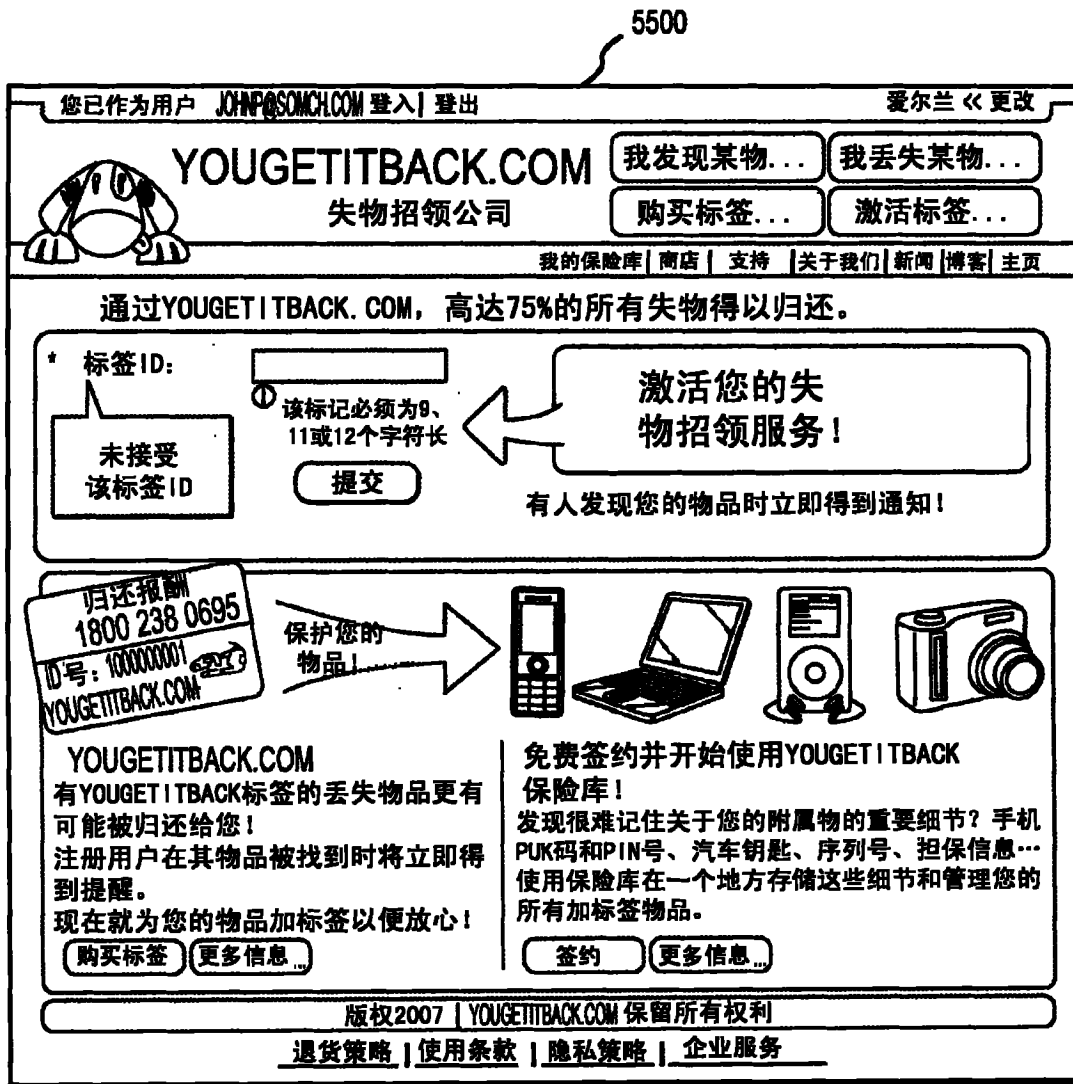 5500
您已作为用户 JOHNP@SOMCH.COM 登入| 登出
爱尔兰 << 更改
YOUGETITBACK.COM
失物招领公司
我发现某物...
我丢失某物...
购买标签...
激活标签...
我的保险库| 商店 | 支持 |关于我们| 新闻 |博客| 主页
通过YOUGETITBACK.COM，高达75%的所有失物得以归还。
* 标签ID：
该标记必须为9、
11或12个字符长
提交
未接受
该标签ID
激活您的失
物招领服务！
有人发现您的物品时立即得到通知！
归还报酬
1800 238 0695
ID号：1000000001
YOUGETITBACK.COM
保护您的
物品！
YOUGETITBACK.COM
有YOUGETITBACK标签的丢失物品更有
可能被归还给您！
注册用户在其物品被找到时将立即得
到提醒。
现在就为您的物品加标签以便放心！
购买标签
更多信息...
免费签约并开始使用YOUGETITBACK
保险库！
发现很难记住关于您的附属物的重要细节？手机
PUK码和PIN号、汽车钥匙、序列号、担保信息…
使用保险库在一个地方存储这些细节和管理您的
所有加标签物品。
签约
更多信息...
版权2007 | YOUGETITBACK.COM 保留所有权利
退货策略 | 使用条款 | 隐私策略 | 企业服务